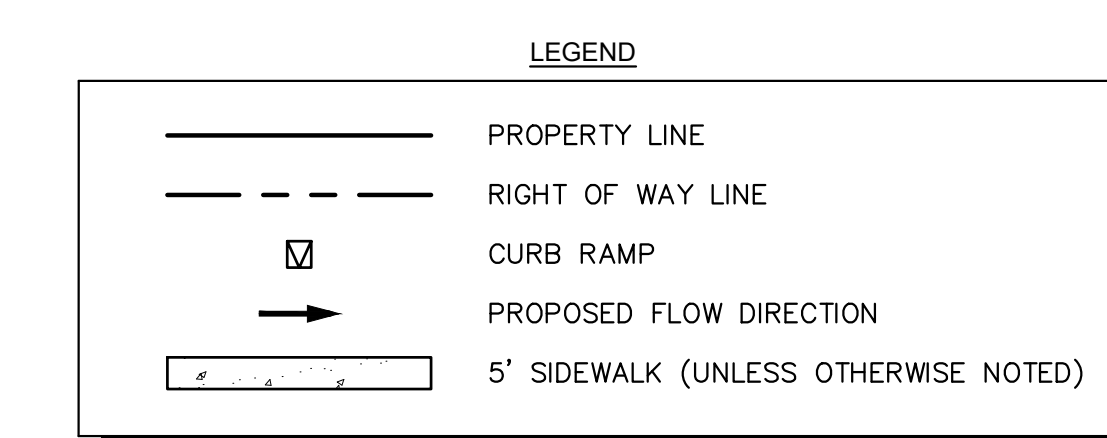 LEGEND
PROPERTY LINE
RIGHT OF WAY LINE
CURB RAMP
PROPOSED FLOW DIRECTION
5' SIDEWALK (UNLESS OTHERWISE NOTED)